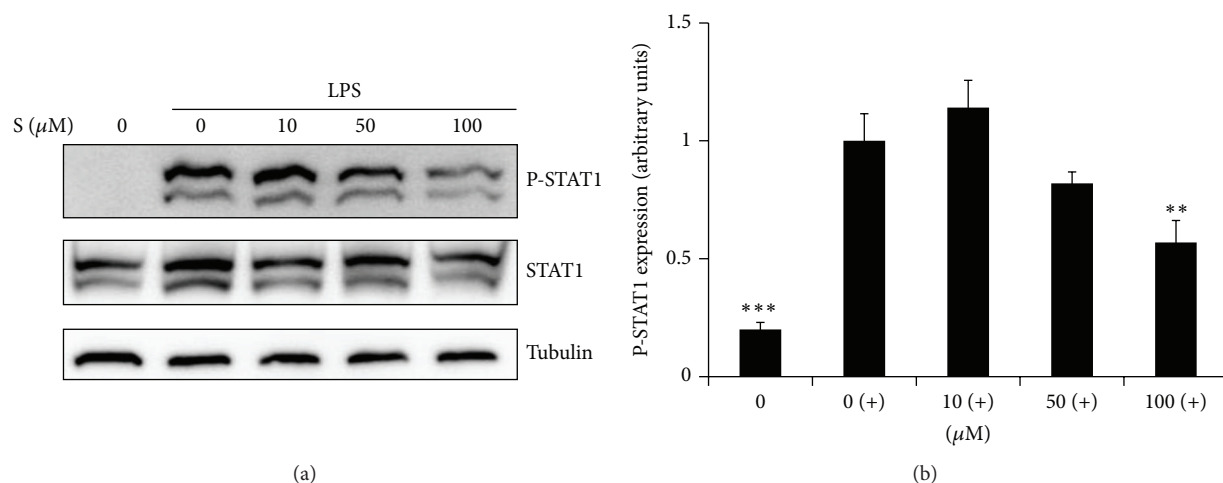 LPS
S (μM) 0 0 10 50 100
P-STAT1
STAT1
Tubulin
(a)
P-STAT1 expression (arbitrary units)
1.5
1
0.5
0
***
**
0 0 (+) 10 (+) 50 (+) 100 (+)
(μM)
(b)